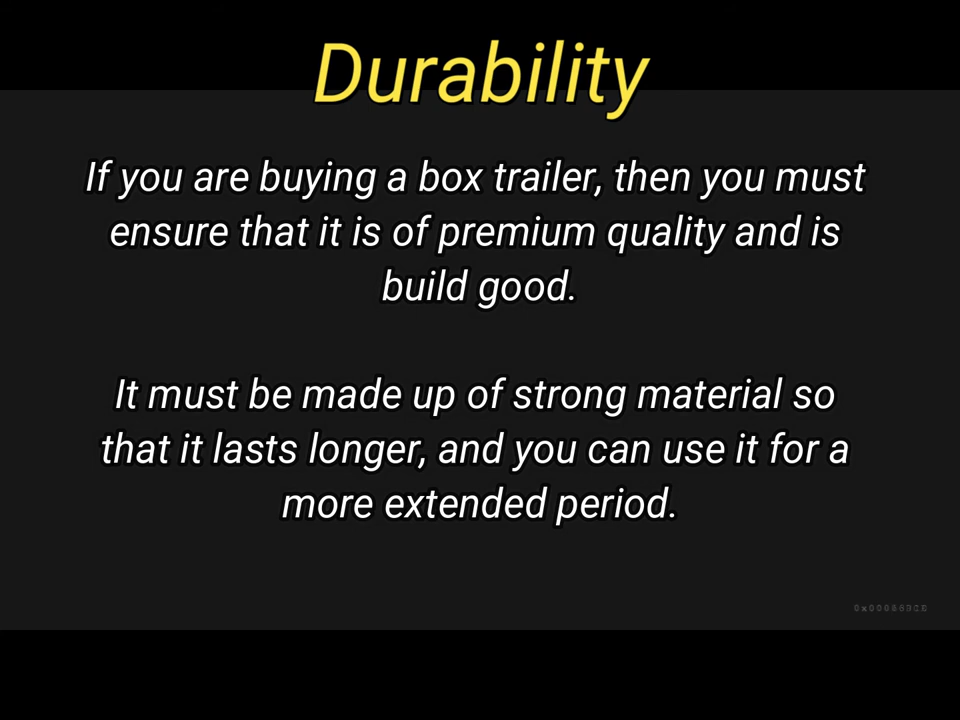 Durability
If you are buying a box trailer, then you must
ensure that it is of premium quality and is
build good.
It must be made up of strong material so
that it lasts longer, and you can use it for a
more extended period.